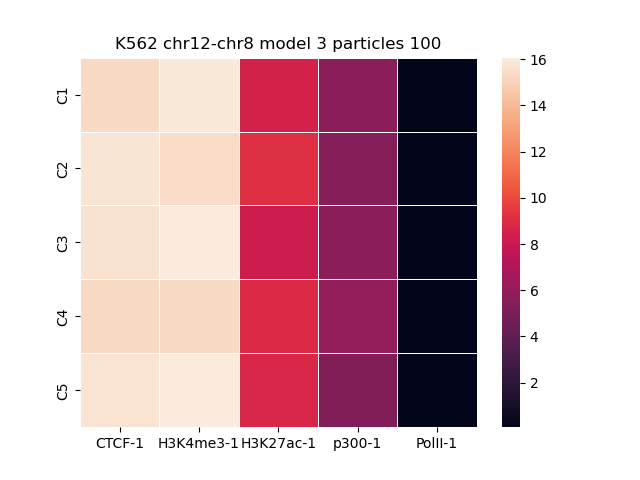 K562 chr12-chr8 model 3 particles 100
C1
C2
C3
C4
C5
CTCF-1 H3K4me3-1 H3K27ac-1 p300-1 PolII-1
16
14
12
10
8
6
4
2